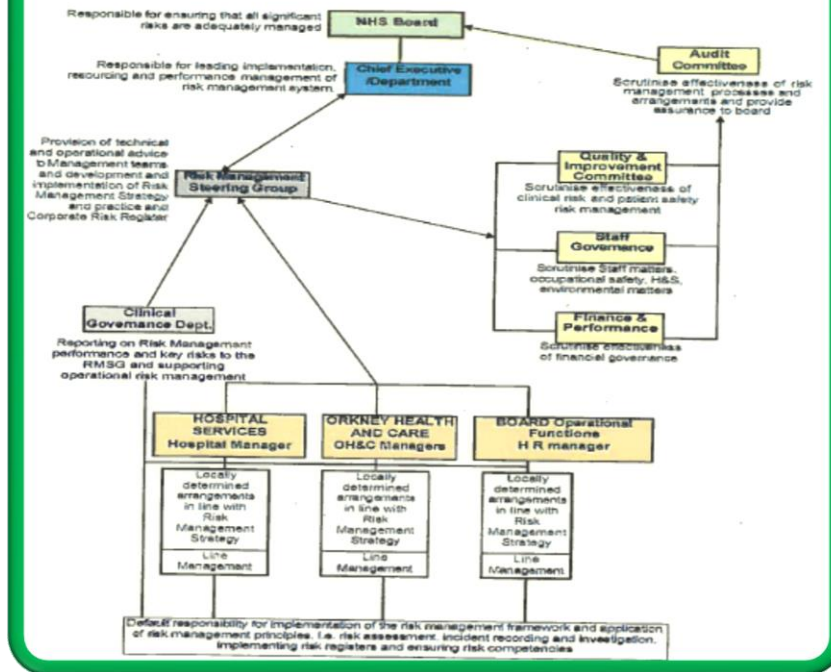 Responsible for ensuring that all significant
risks are adequately managed
NHS Board
Responsible for leading implementation,
resourcing and performance management of
risk management system
Chief Executive
/Department
Audit
Committee
Scrutinise effectiveness of risk
management processes and
arrangements and provide
assurance to board
Provision of technical
and operational advice
to Management teams
and development and
implementation of Risk
Management Strategy
and practice and
Corporate Risk Register
Risk Management
Steering Group
Quality &
Improvement
Committee
Scrutinise effectiveness of
clinical risk and patient safety
risk management
Staff
Governance
Scrutinise Staff matters,
occupational safety, H&S,
environmental matters
Finance &
Performance
Scrutinise effectiveness
of financial governance
Clinical
Governance Dept.
Reporting on Risk Management
performance and key risks to the
RMSG and supporting
operational risk management
HOSPITAL
SERVICES
Hospital Manager
ORKNEY HEALTH
AND CARE
OH&C Managers
BOARD Operational
Functions
H R manager
Locally
determined
arrangements
in line with
Risk
Management
Strategy
Line
Management
Locally
determined
arrangements
in line with
Risk
Management
Strategy
Line
Management
Locally
determined
arrangements
in line with
Risk
Management
Strategy
Line
Management
Default responsibility for implementation of the risk management framework and application
of risk management principles. I.e. risk assessment, incident recording and investigation,
implementing risk registers and ensuring risk competencies